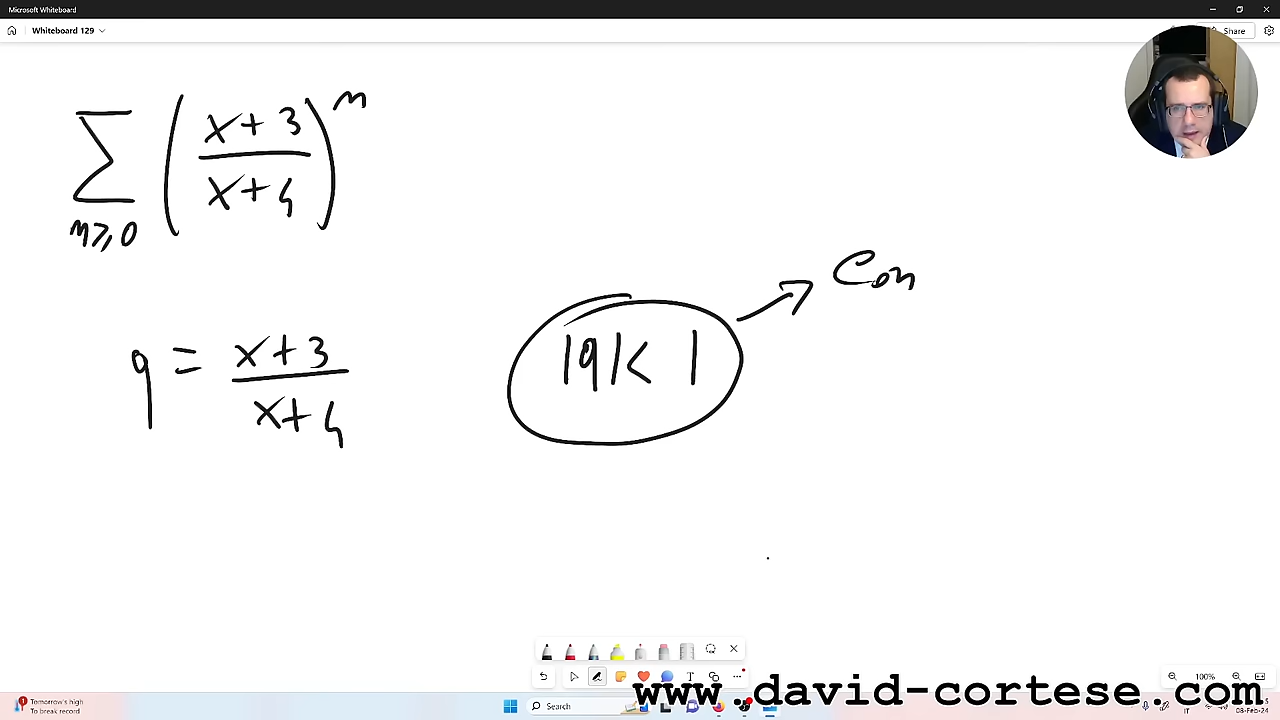 Microsoft Whiteboard
Whiteboard 129
Share
∑ n≥0 ( (x+3)/(x+4) )^n
q = (x+3)/(x+4)
|q|< 1
Con
100%
www.david-cortese.com
Tomorrow's high
To break record
Search